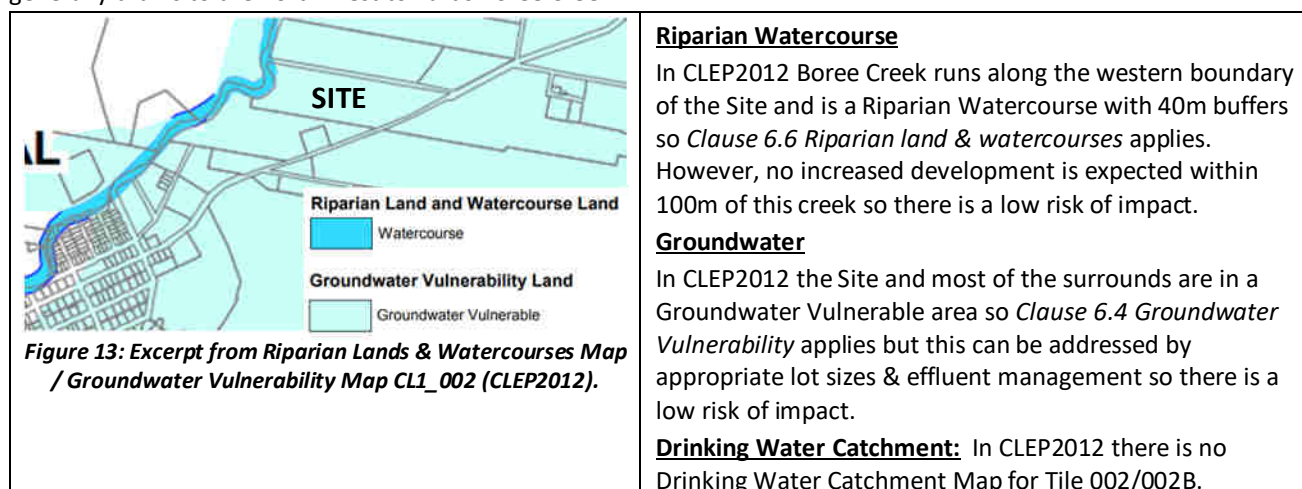 SITE
AL
Riparian Land and Watercourse Land
Watercourse
Groundwater Vulnerability Land
Groundwater Vulnerable
Figure 13: Excerpt from Riparian Lands & Watercourses Map
/ Groundwater Vulnerability Map CL1_002 (CLEP2012).
Riparian Watercourse
In CLEP2012 Boree Creek runs along the western boundary
of the Site and is a Riparian Watercourse with 40m buffers
so Clause 6.6 Riparian land & watercourses applies.
However, no increased development is expected within
100m of this creek so there is a low risk of impact.
Groundwater
In CLEP2012 the Site and most of the surrounds are in a
Groundwater Vulnerable area so Clause 6.4 Groundwater
Vulnerability applies but this can be addressed by
appropriate lot sizes & effluent management so there is a
low risk of impact.
Drinking Water Catchment: In CLEP2012 there is no
Drinking Water Catchment Map for Tile 002/002B.